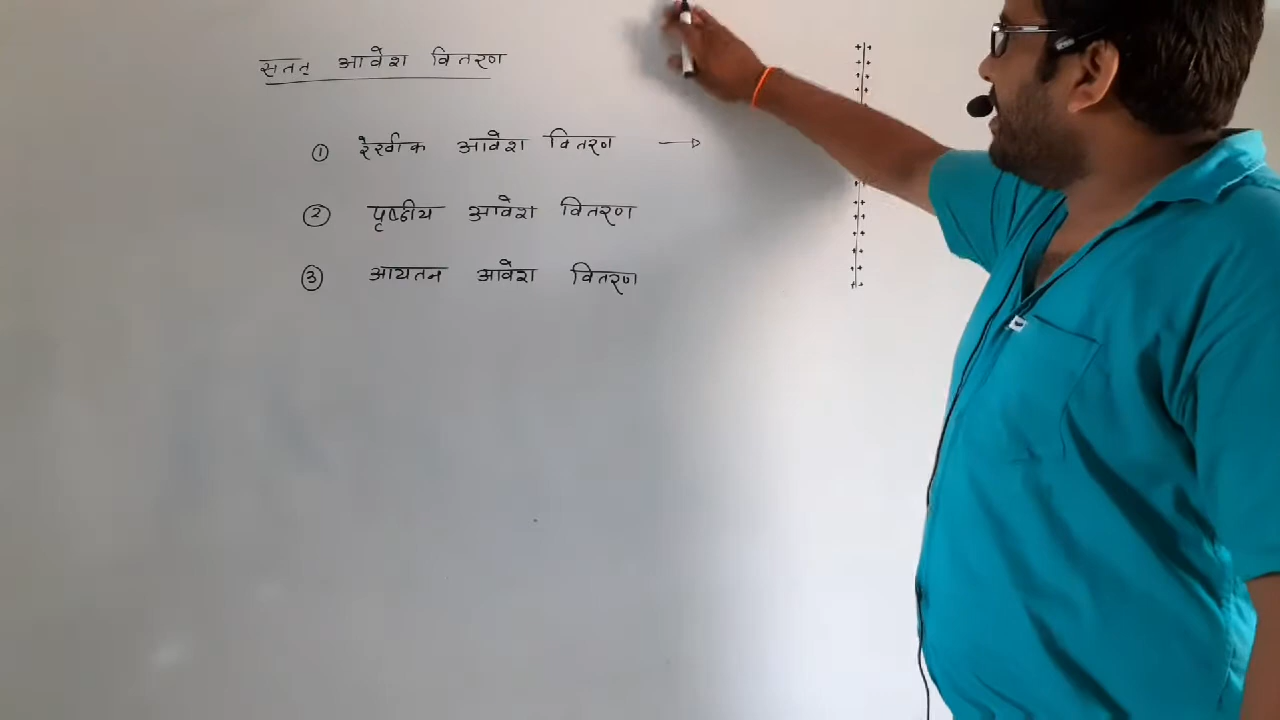 सतत् आवेश वितरण
① रेखीक आवेश वितरण →
② पृष्ठीय आवेश वितरण
③ आयतन आवेश वितरण